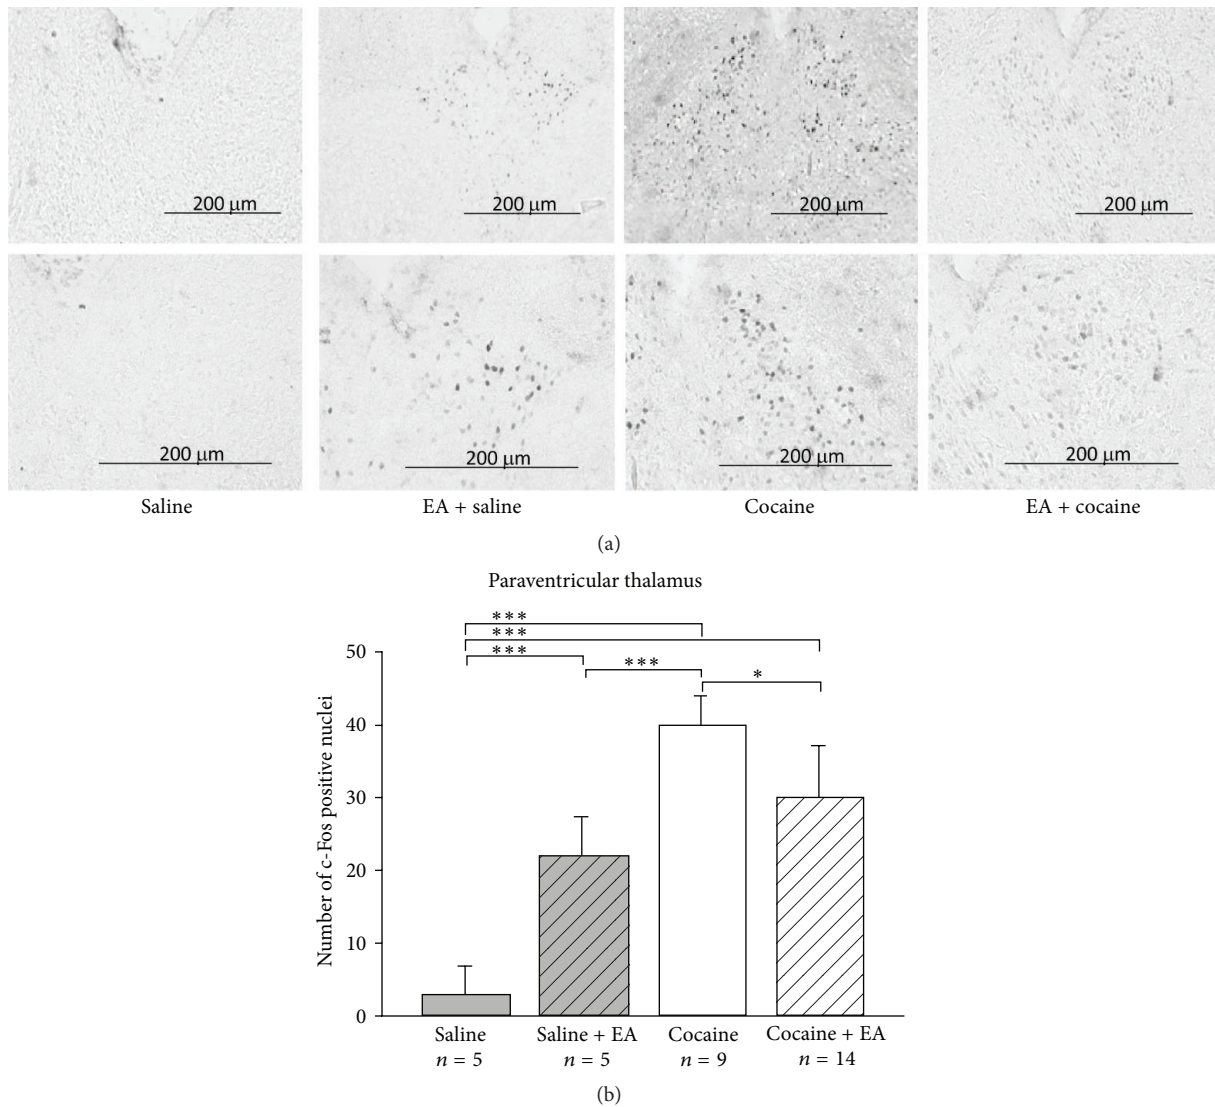 200 μm 200 μm 200 μm 200 μm
200 μm 200 μm 200 μm 200 μm
Saline EA + saline Cocaine EA + cocaine
(a)
Paraventricular thalamus
***
***
***
***
*
Number of c-Fos positive nuclei
50
40
30
20
10
0
Saline Saline + EA Cocaine Cocaine + EA
n = 5 n = 5 n = 9 n = 14
(b)